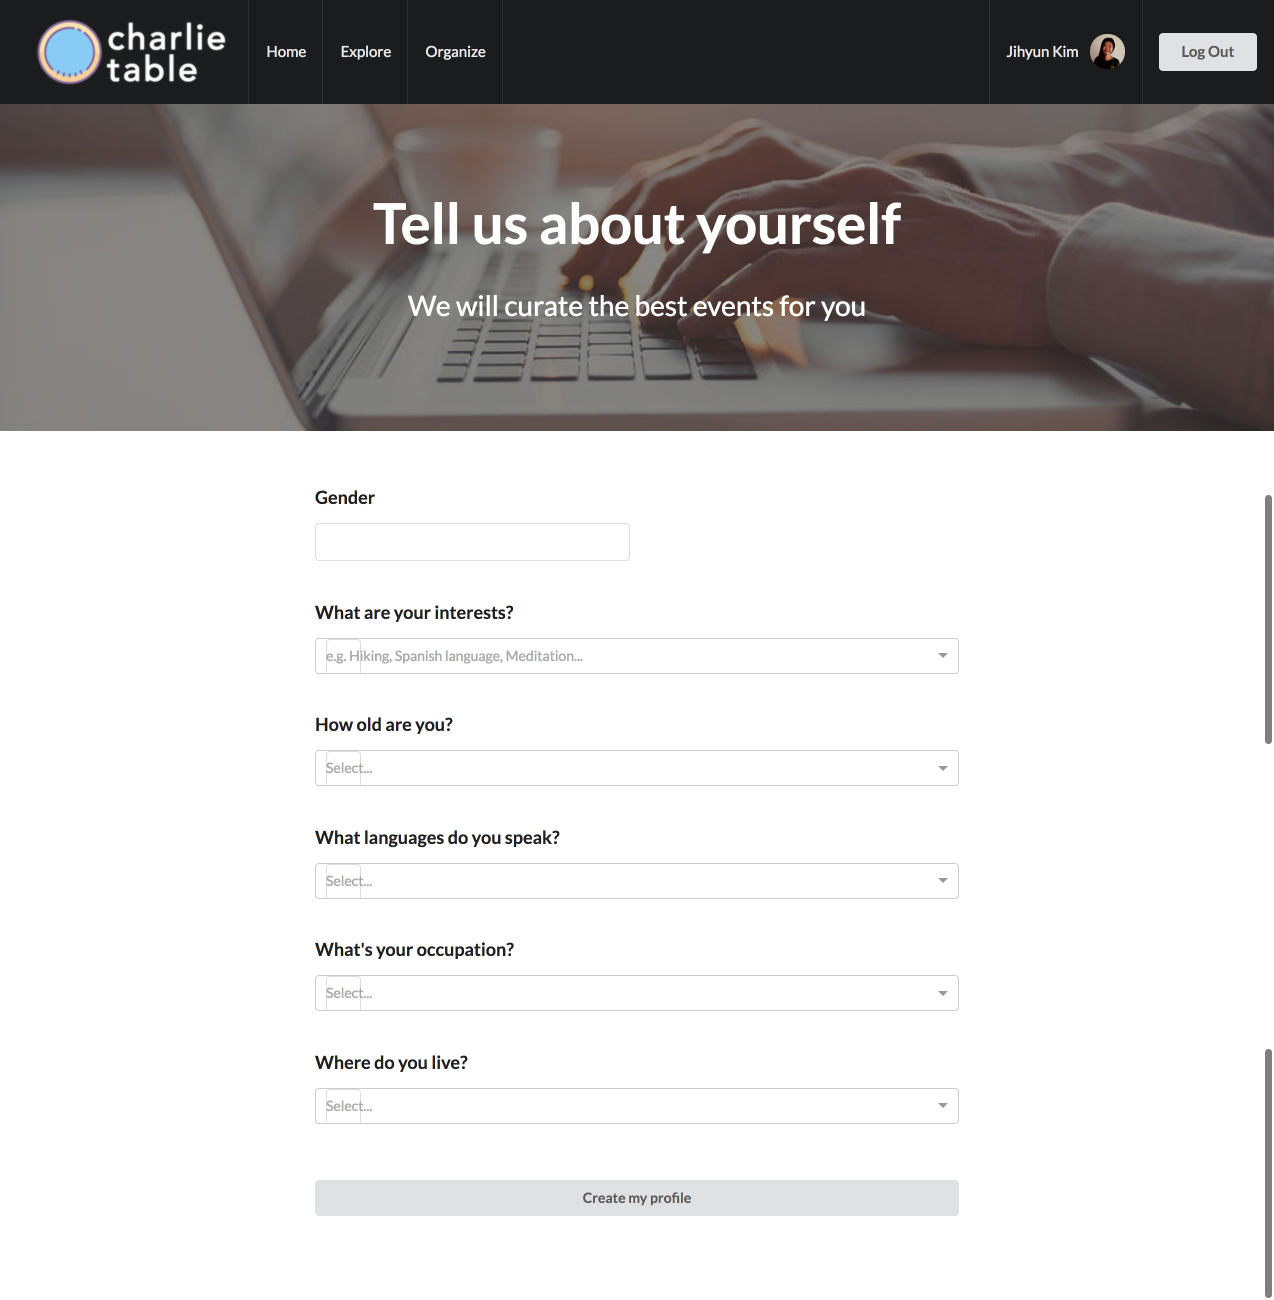 charlie
table
Home
Explore
Organize
Jihyun Kim
Log Out
Tell us about yourself
We will curate the best events for you
Gender
What are your interests?
e.g. Hiking, Spanish language, Meditation...
How old are you?
Select...
What languages do you speak?
Select...
What's your occupation?
Select...
Where do you live?
Select...
Create my profile